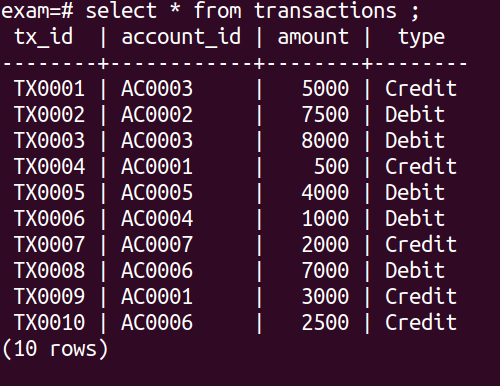 exam=# select * from transactions ;
 tx_id  | account_id | amount |  type
--------+------------+--------+--------
 TX0001 | AC0003     |   5000 | Credit
 TX0002 | AC0002     |   7500 | Debit
 TX0003 | AC0003     |   8000 | Debit
 TX0004 | AC0001     |    500 | Credit
 TX0005 | AC0005     |   4000 | Debit
 TX0006 | AC0004     |   1000 | Debit
 TX0007 | AC0007     |   2000 | Credit
 TX0008 | AC0006     |   7000 | Debit
 TX0009 | AC0001     |   3000 | Credit
 TX0010 | AC0006     |   2500 | Credit
(10 rows)